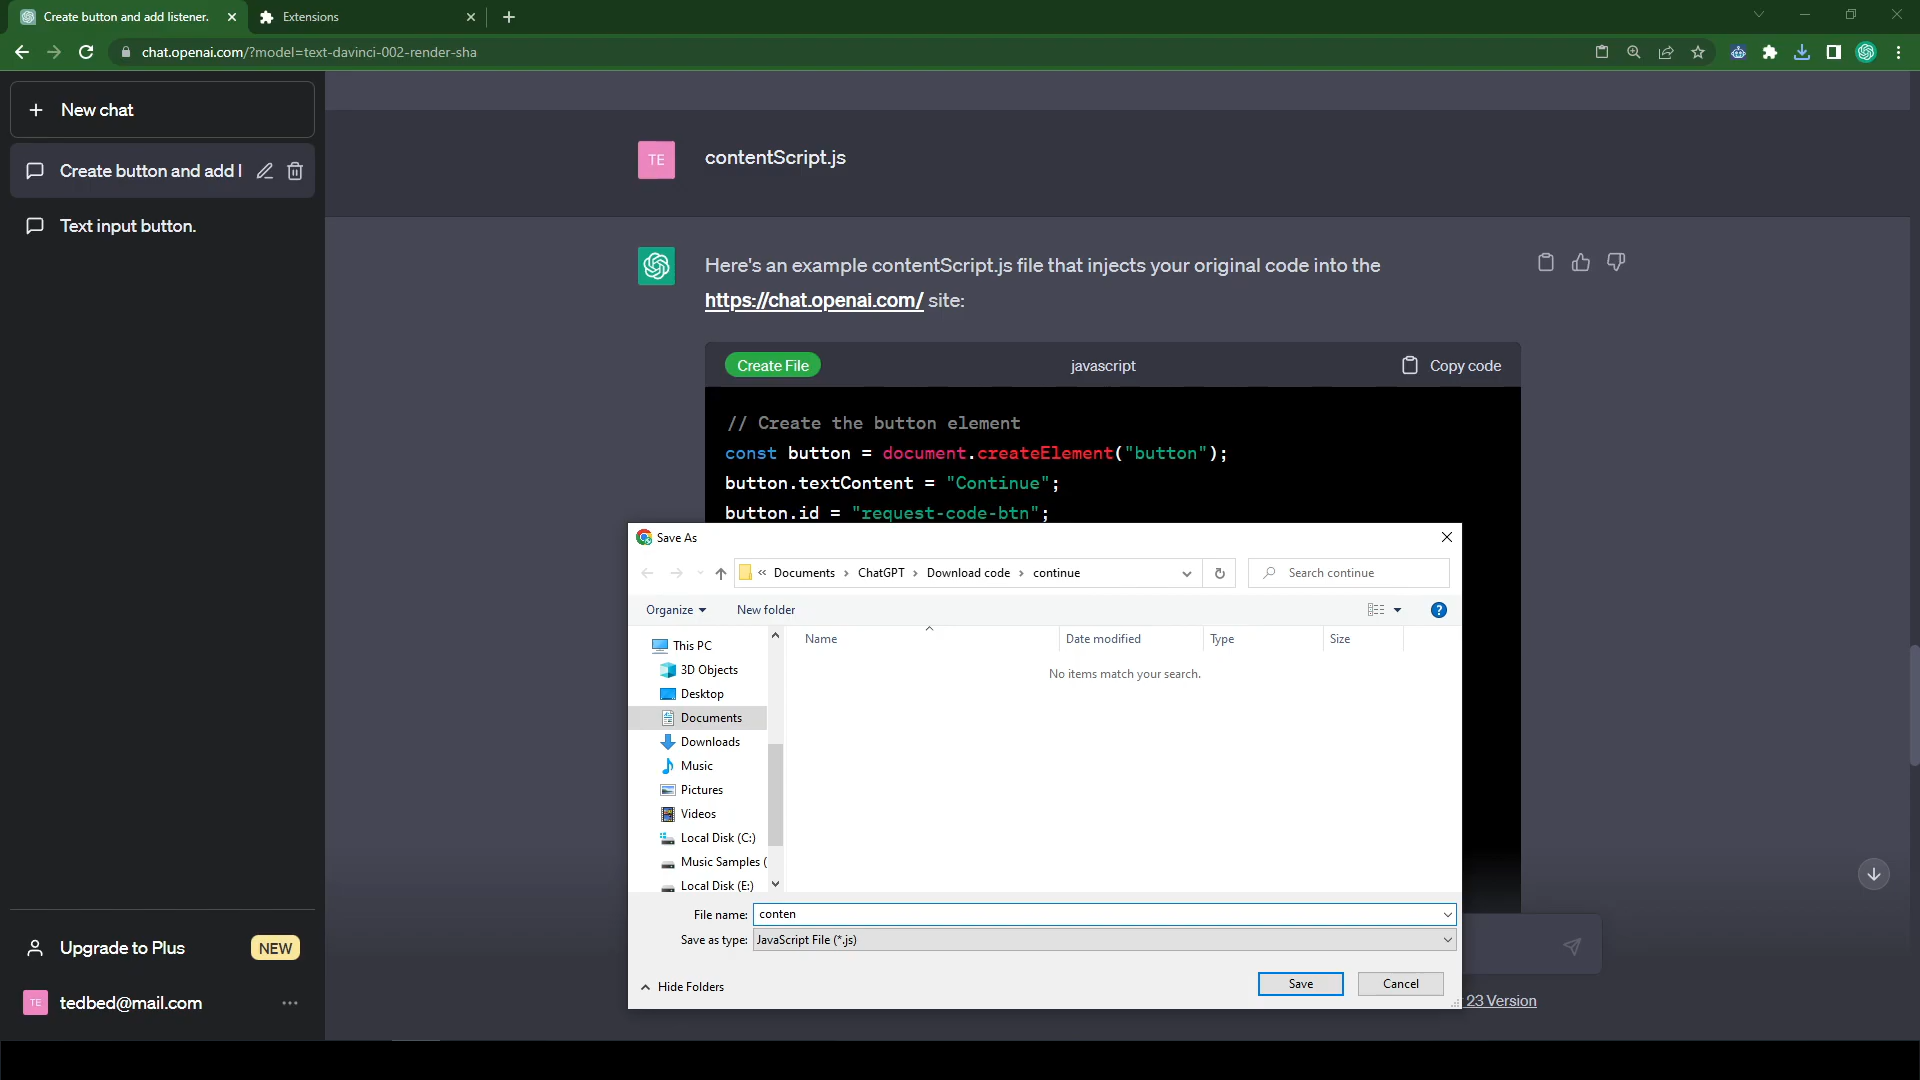 Create button and add listener.
Extensions
chat.openai.com/?model=text-davinci-002-render-sha
New chat
Create button and add l
Text input button.
TE
contentScript.js
Here's an example contentScript.js file that injects your original code into the
https://chat.openai.com/ site:
Create File
javascript
Copy code
// Create the button element
const button = document.createElement("button");
button.textContent = "Continue";
button.id = "request-code-btn";
Save As
« Documents › ChatGPT › Download code › continue
Search continue
Organize
New folder
?
Name
Date modified
Type
Size
No items match your search.
This PC
3D Objects
Desktop
Documents
Downloads
Music
Pictures
Videos
Local Disk (C:)
Music Samples (
Local Disk (E:)
File name:
conten
Save as type:
JavaScript File (*.js)
Hide Folders
Save
Cancel
23 Version
Upgrade to Plus
NEW
TE
tedbed@mail.com